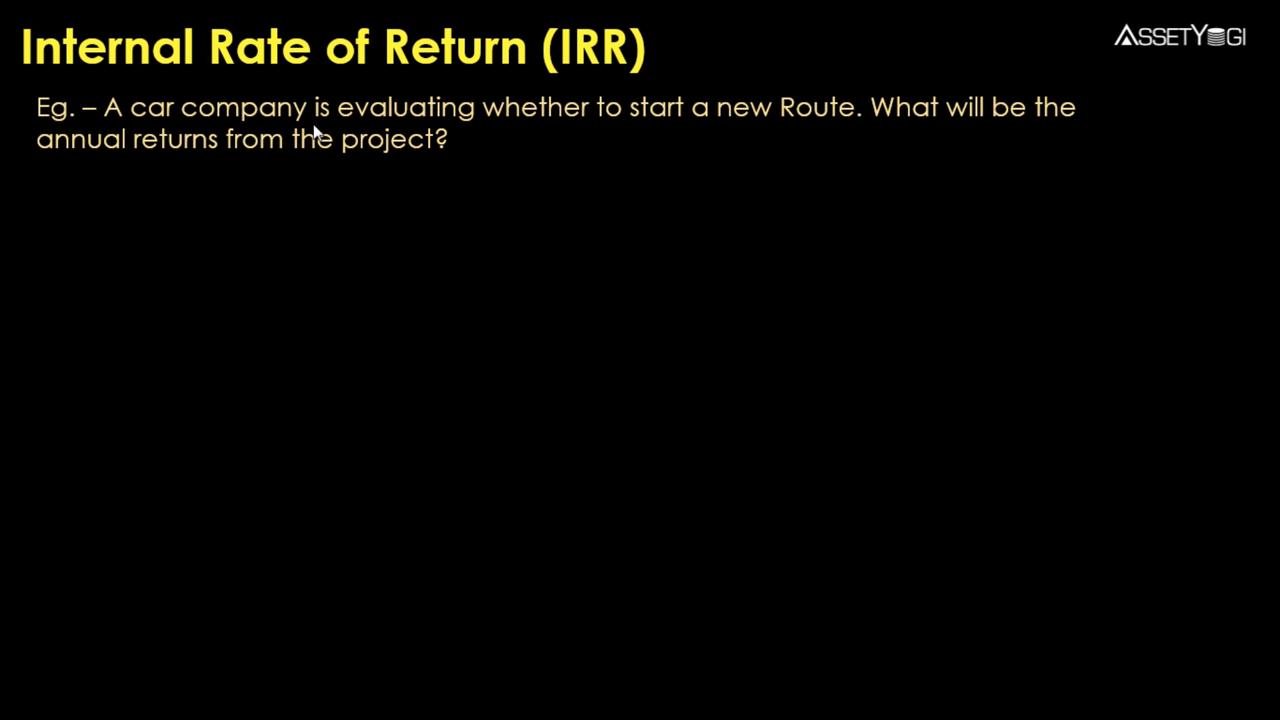 Internal Rate of Return (IRR)
ASSETYOGI
Eg. – A car company is evaluating whether to start a new Route. What will be the
annual returns from the project?